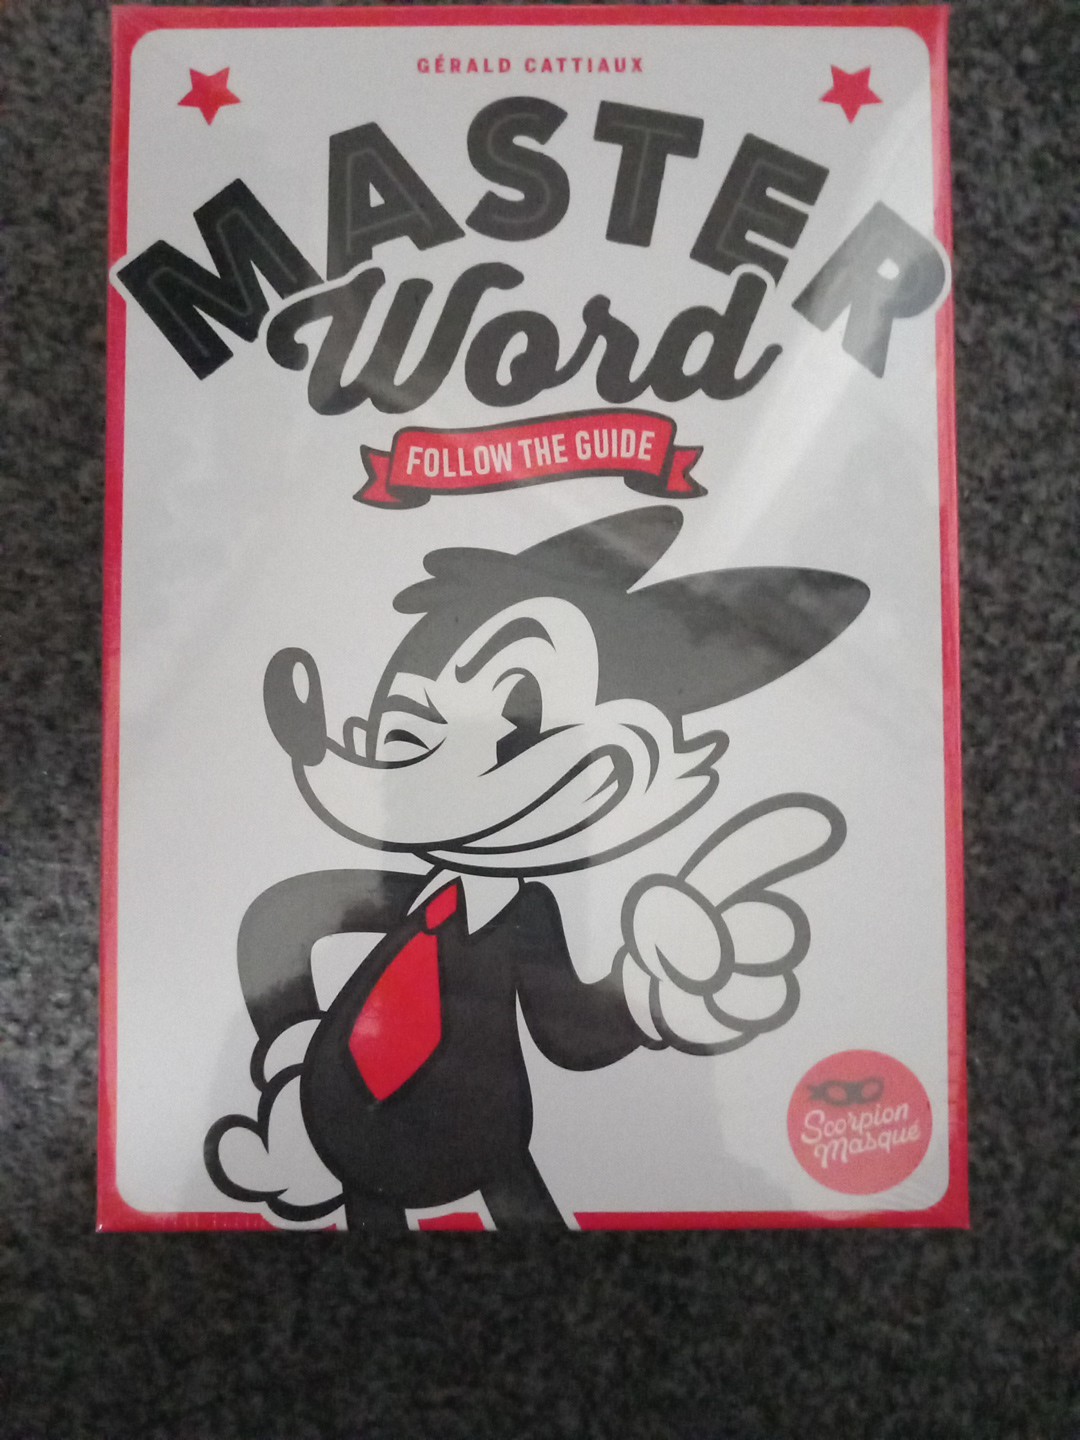 GÉRALD CATTIAUX
MASTER
Word
FOLLOW THE GUIDE
Scorpion
Masqué